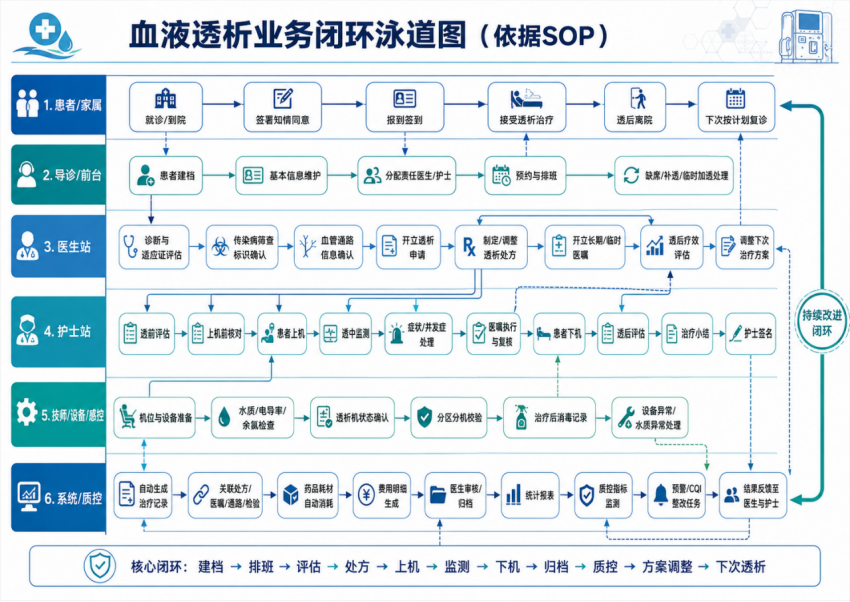 血液透析业务闭环泳道图（依据SOP）
1. 患者/家属
就诊/到院
签署知情同意
报到签到
接受透析治疗
透后离院
下次按计划复诊
2. 导诊/前台
患者建档
基本信息维护
分配责任医生/护士
预约与排班
缺席/补透/临时加透处理
3. 医生站
诊断与
适应证评估
传染病筛查
标识确认
血管通路
信息确认
开立透析
申请
制定/调整
透析处方
开立长期/临时
医嘱
透后疗效
评估
调整下次
治疗方案
4. 护士站
透前评估
上机前核对
患者上机
透中监测
症状/并发症
处理
医嘱执行
与复核
患者下机
透后评估
治疗小结
护士签名
持续改进
闭环
5. 技师/设备/感控
机位与设备准备
水质/电导率/
余氯检查
透析机状态确认
分区分机校验
治疗后消毒记录
设备异常/
水质异常处理
6. 系统/质控
自动生成
治疗记录
关联处方/
医嘱/通路/检验
药品耗材
自动消耗
费用明细
生成
医生审核/
归档
统计报表
质控指标
监测
预警/CQI
整改任务
结果反馈至
医生与护士
核心闭环： 建档 → 排班 → 评估 → 处方 → 上机 → 监测 → 下机 → 归档 → 质控 → 方案调整 → 下次透析